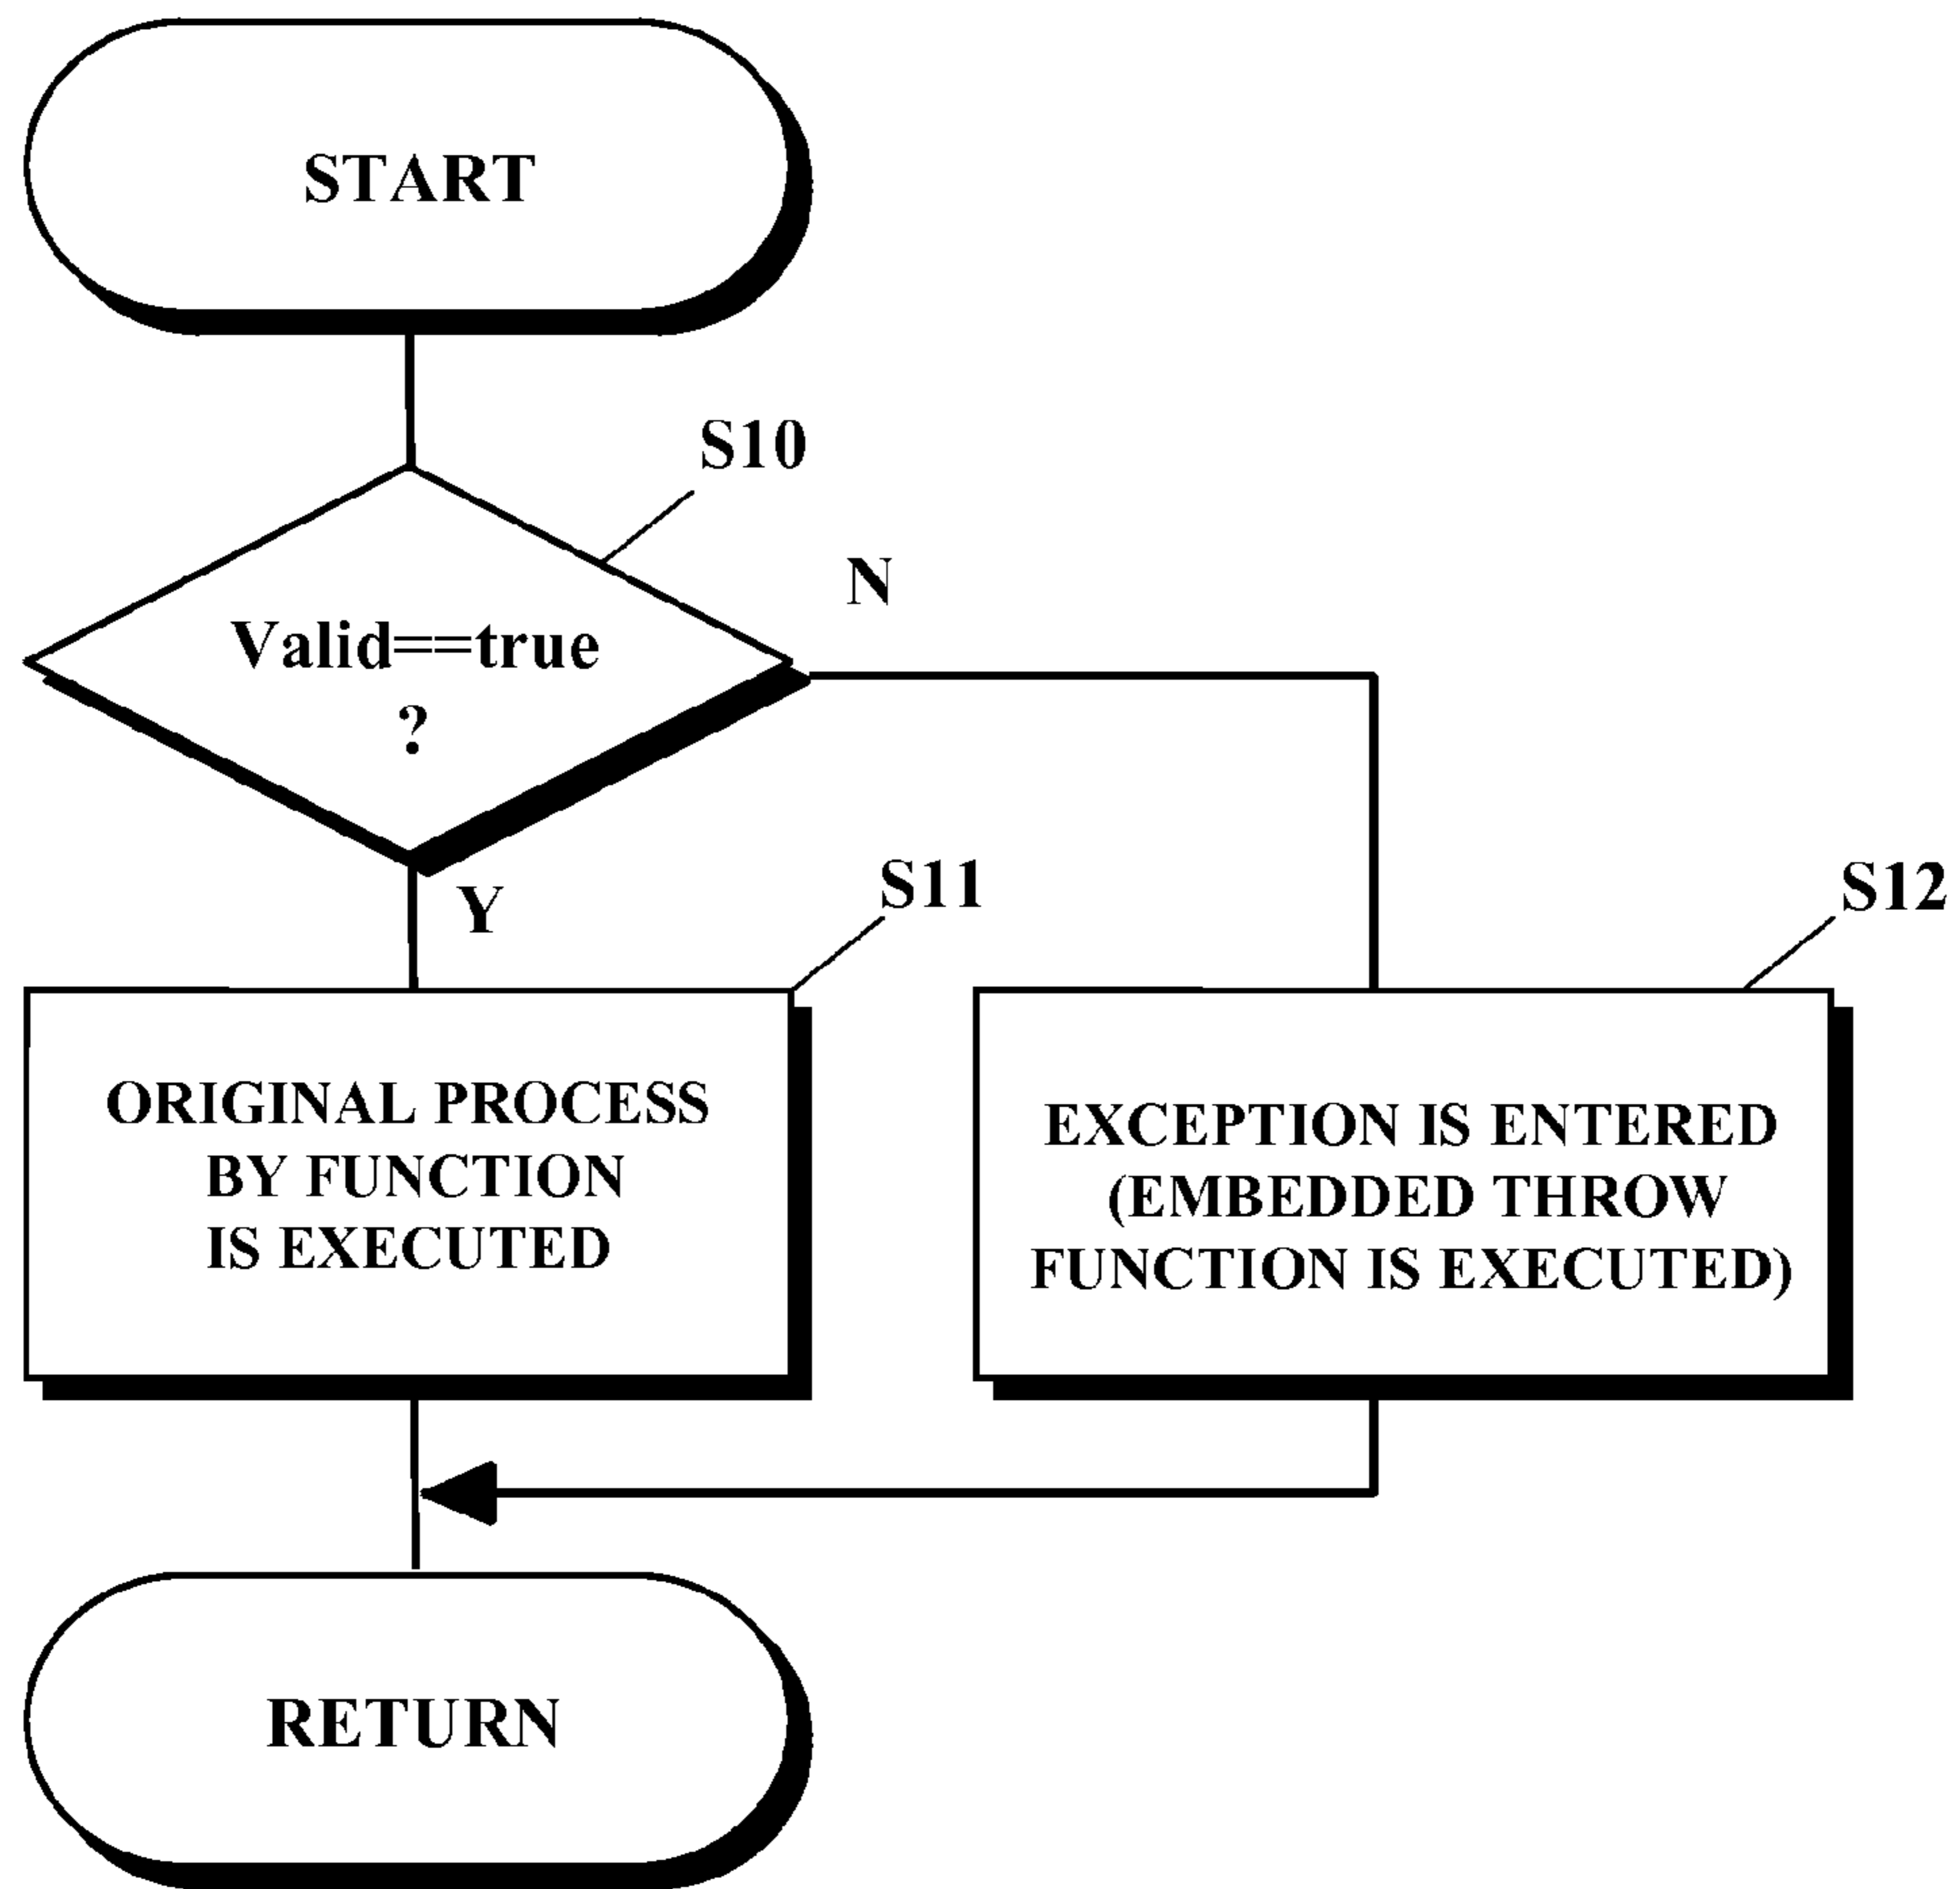 START
S10
N
Valid==true
?
Y
S11
S12
ORIGINAL PROCESS
BY FUNCTION
IS EXECUTED
EXCEPTION IS ENTERED
(EMBEDDED THROW
FUNCTION IS EXECUTED)
RETURN